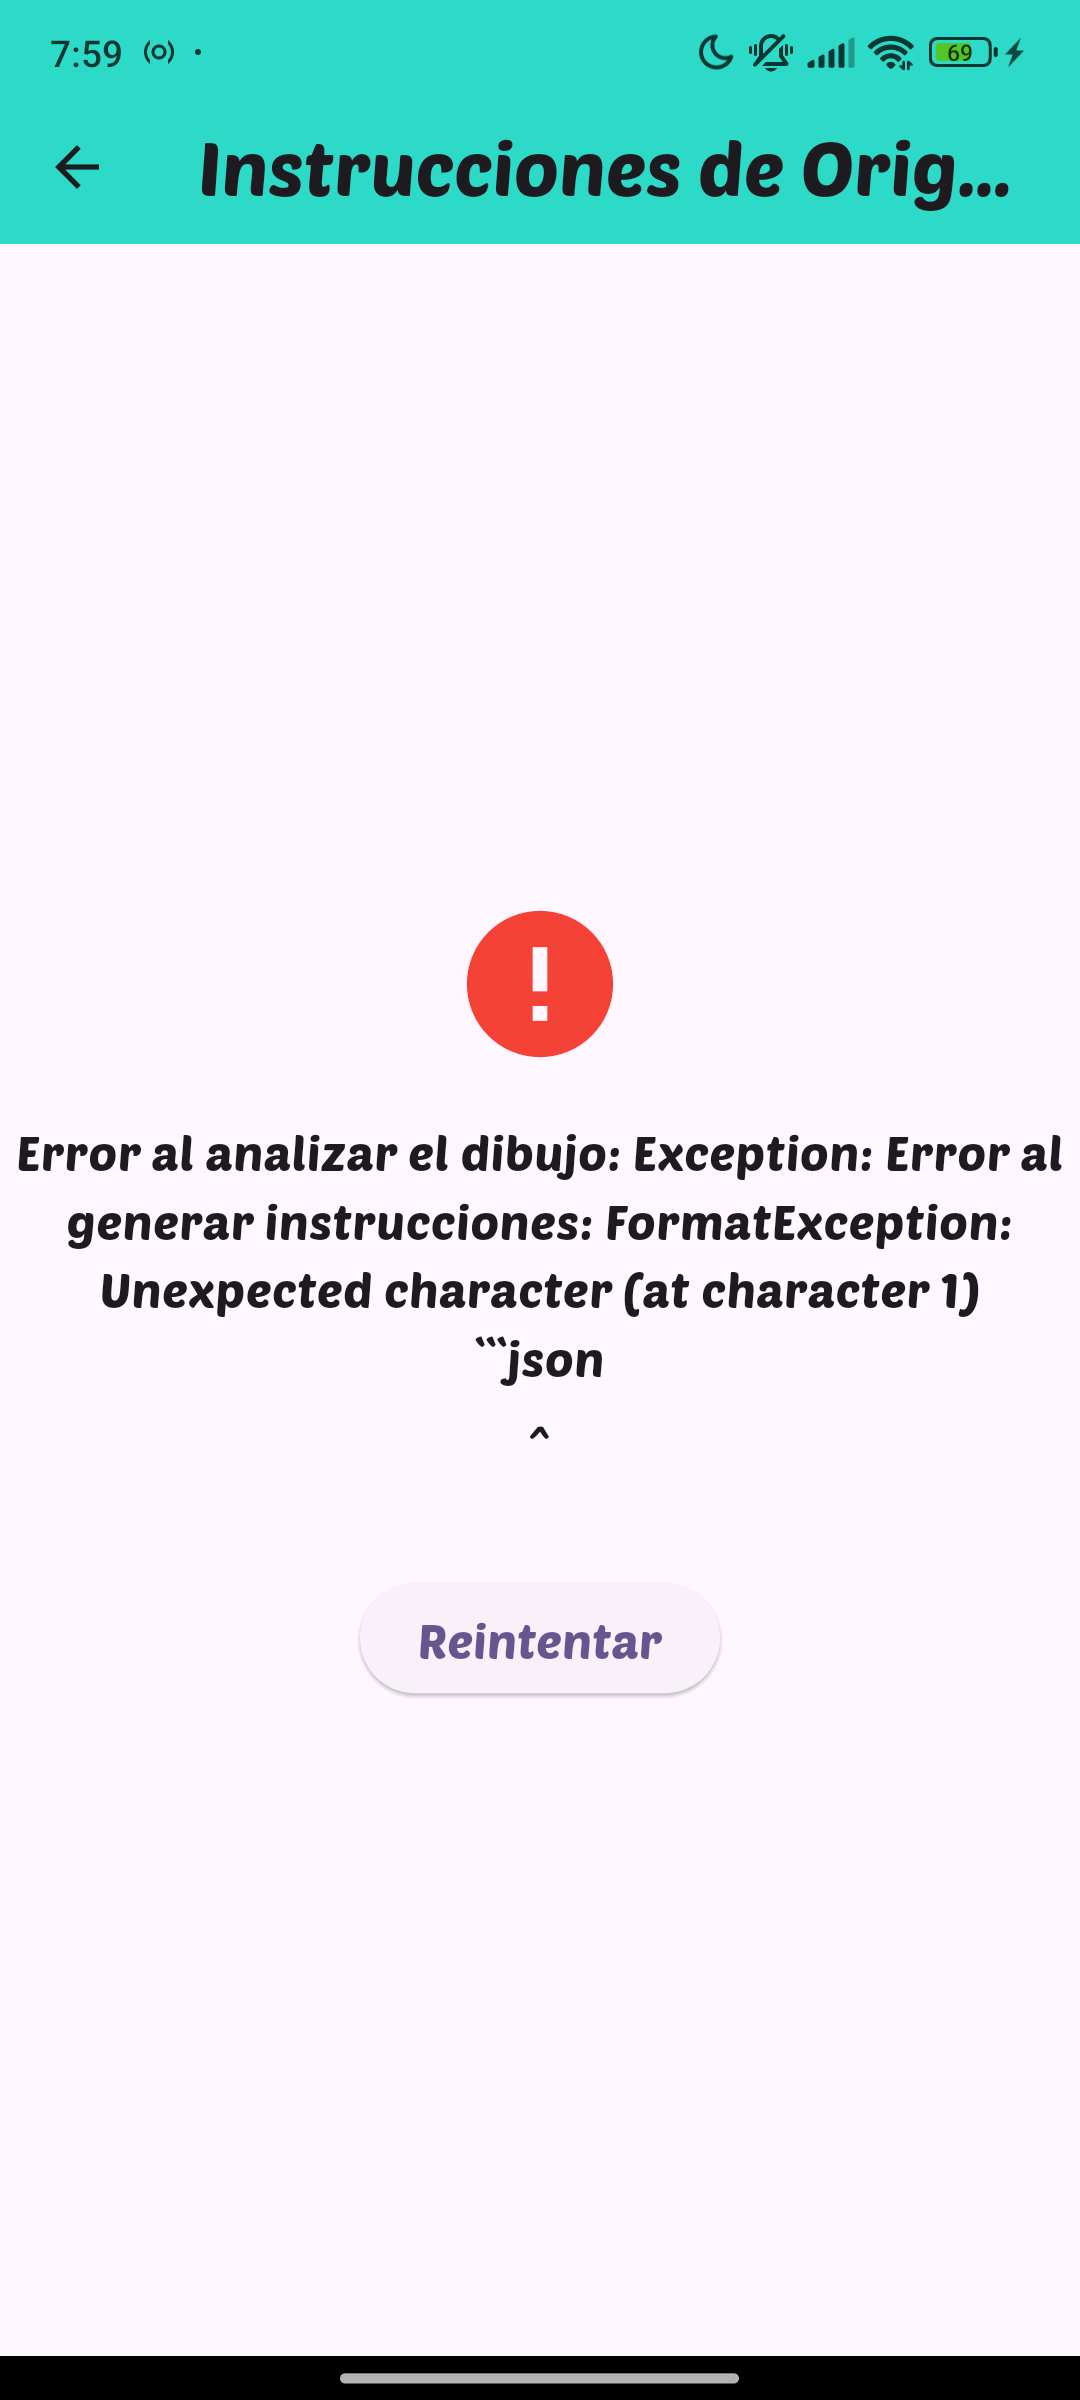 7:59
69
Instrucciones de Orig...
Error al analizar el dibujo: Exception: Error al
generar instrucciones: FormatException:
Unexpected character (at character 1)
```json
^
Reintentar